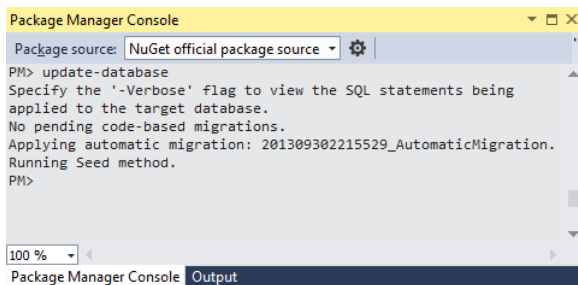 Package Manager Console
Package source: NuGet official package source
PM> update-database
Specify the '-Verbose' flag to view the SQL statements being
applied to the target database.
No pending code-based migrations.
Applying automatic migration: 201309302215529_AutomaticMigration.
Running Seed method.
PM>
100 %
Package Manager Console Output